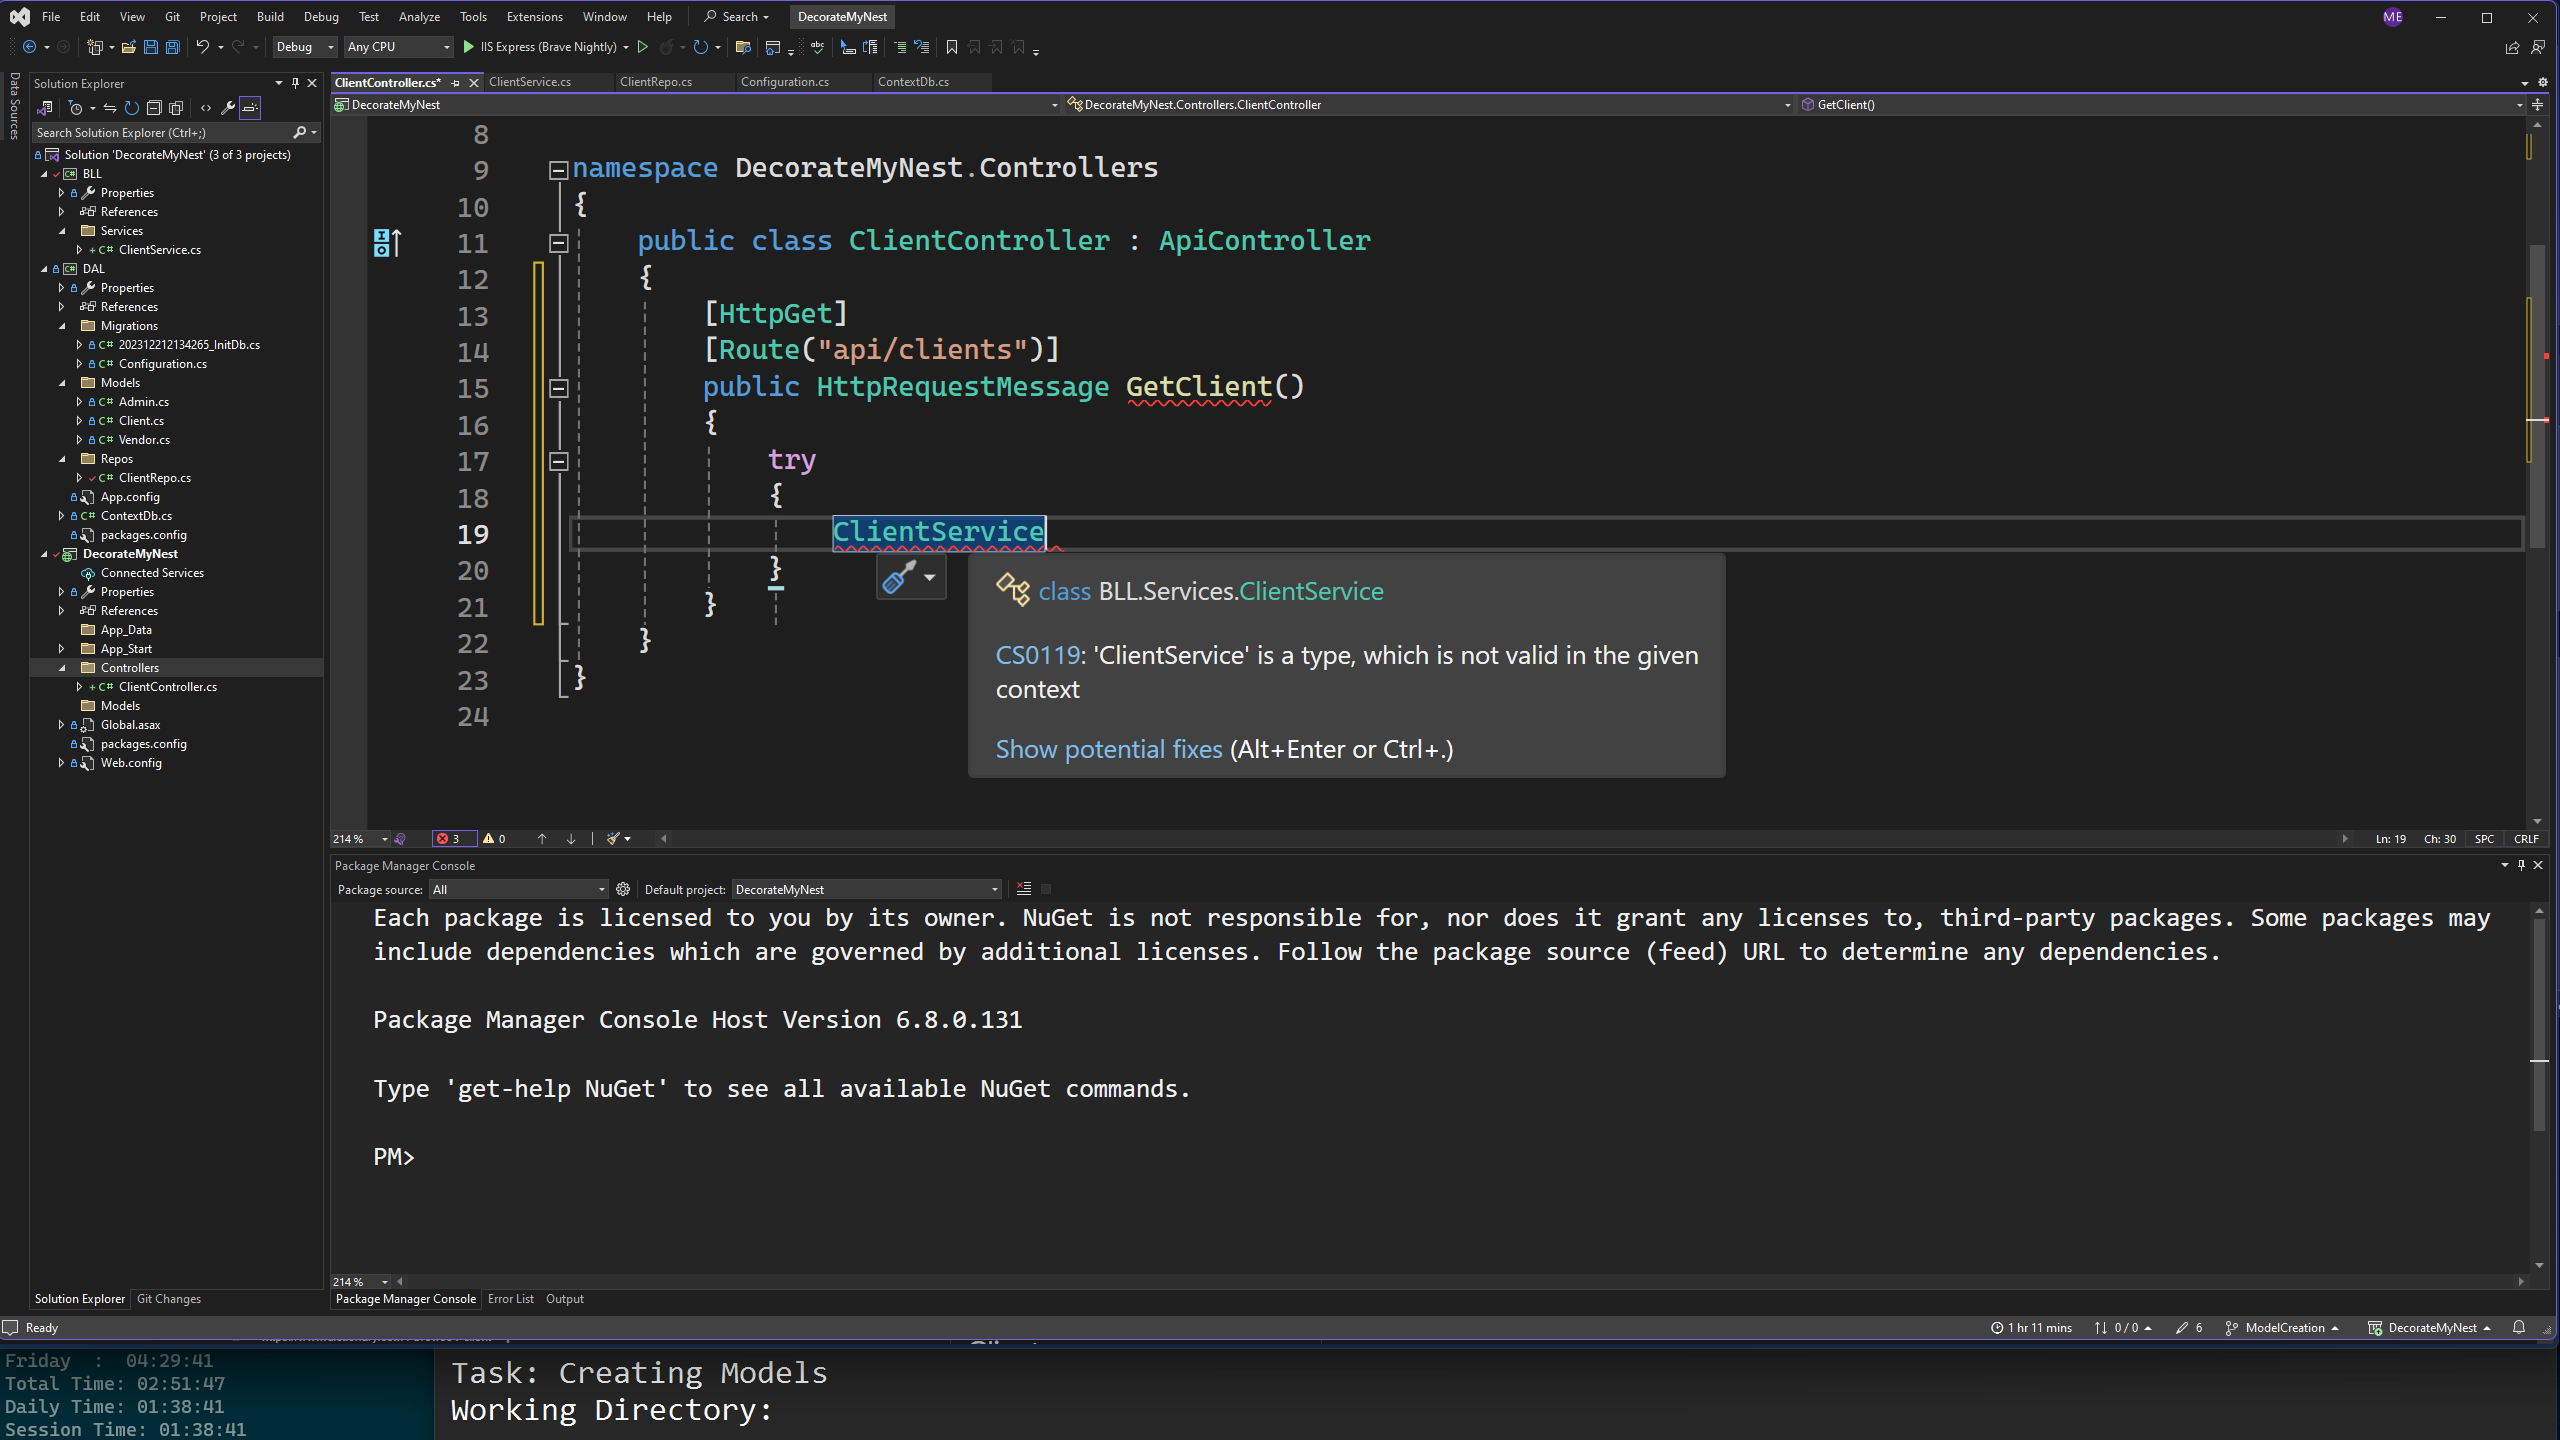 File Edit View Git Project Build Debug Test Analyze Tools Extensions Window Help Search DecorateMyNest ME
Debug Any CPU IIS Express (Brave Nightly)
Data Sources
Solution Explorer
Search Solution Explorer (Ctrl+;)
Solution 'DecorateMyNest' (3 of 3 projects)
BLL
Properties
References
Services
ClientService.cs
DAL
Properties
References
Migrations
202312212134265_InitDb.cs
Configuration.cs
Models
Admin.cs
Client.cs
Vendor.cs
Repos
ClientRepo.cs
App.config
ContextDb.cs
packages.config
DecorateMyNest
Connected Services
Properties
References
App_Data
App_Start
Controllers
ClientController.cs
Models
Global.asax
packages.config
Web.config
Solution Explorer Git Changes
ClientController.cs* ClientService.cs ClientRepo.cs Configuration.cs ContextDb.cs
DecorateMyNest DecorateMyNest.Controllers.ClientController GetClient()
8
9 namespace DecorateMyNest.Controllers
10 {
11 public class ClientController : ApiController
12 {
13 [HttpGet]
14 [Route("api/clients")]
15 public HttpRequestMessage GetClient()
16 {
17 try
18 {
19 ClientService
20 }
21 }
22 }
23 }
24
class BLL.Services.ClientService
CS0119: 'ClientService' is a type, which is not valid in the given
context
Show potential fixes (Alt+Enter or Ctrl+.)
214 % 3 0 Ln: 19 Ch: 30 SPC CRLF
Package Manager Console
Package source: All Default project: DecorateMyNest
Each package is licensed to you by its owner. NuGet is not responsible for, nor does it grant any licenses to, third-party packages. Some packages may
include dependencies which are governed by additional licenses. Follow the package source (feed) URL to determine any dependencies.
Package Manager Console Host Version 6.8.0.131
Type 'get-help NuGet' to see all available NuGet commands.
PM>
214 %
Package Manager Console Error List Output
Ready 1 hr 11 mins 0 / 0 6 ModelCreation DecorateMyNest
Friday : 04:29:41
Total Time: 02:51:47
Daily Time: 01:38:41
Session Time: 01:38:41
Task: Creating Models
Working Directory: